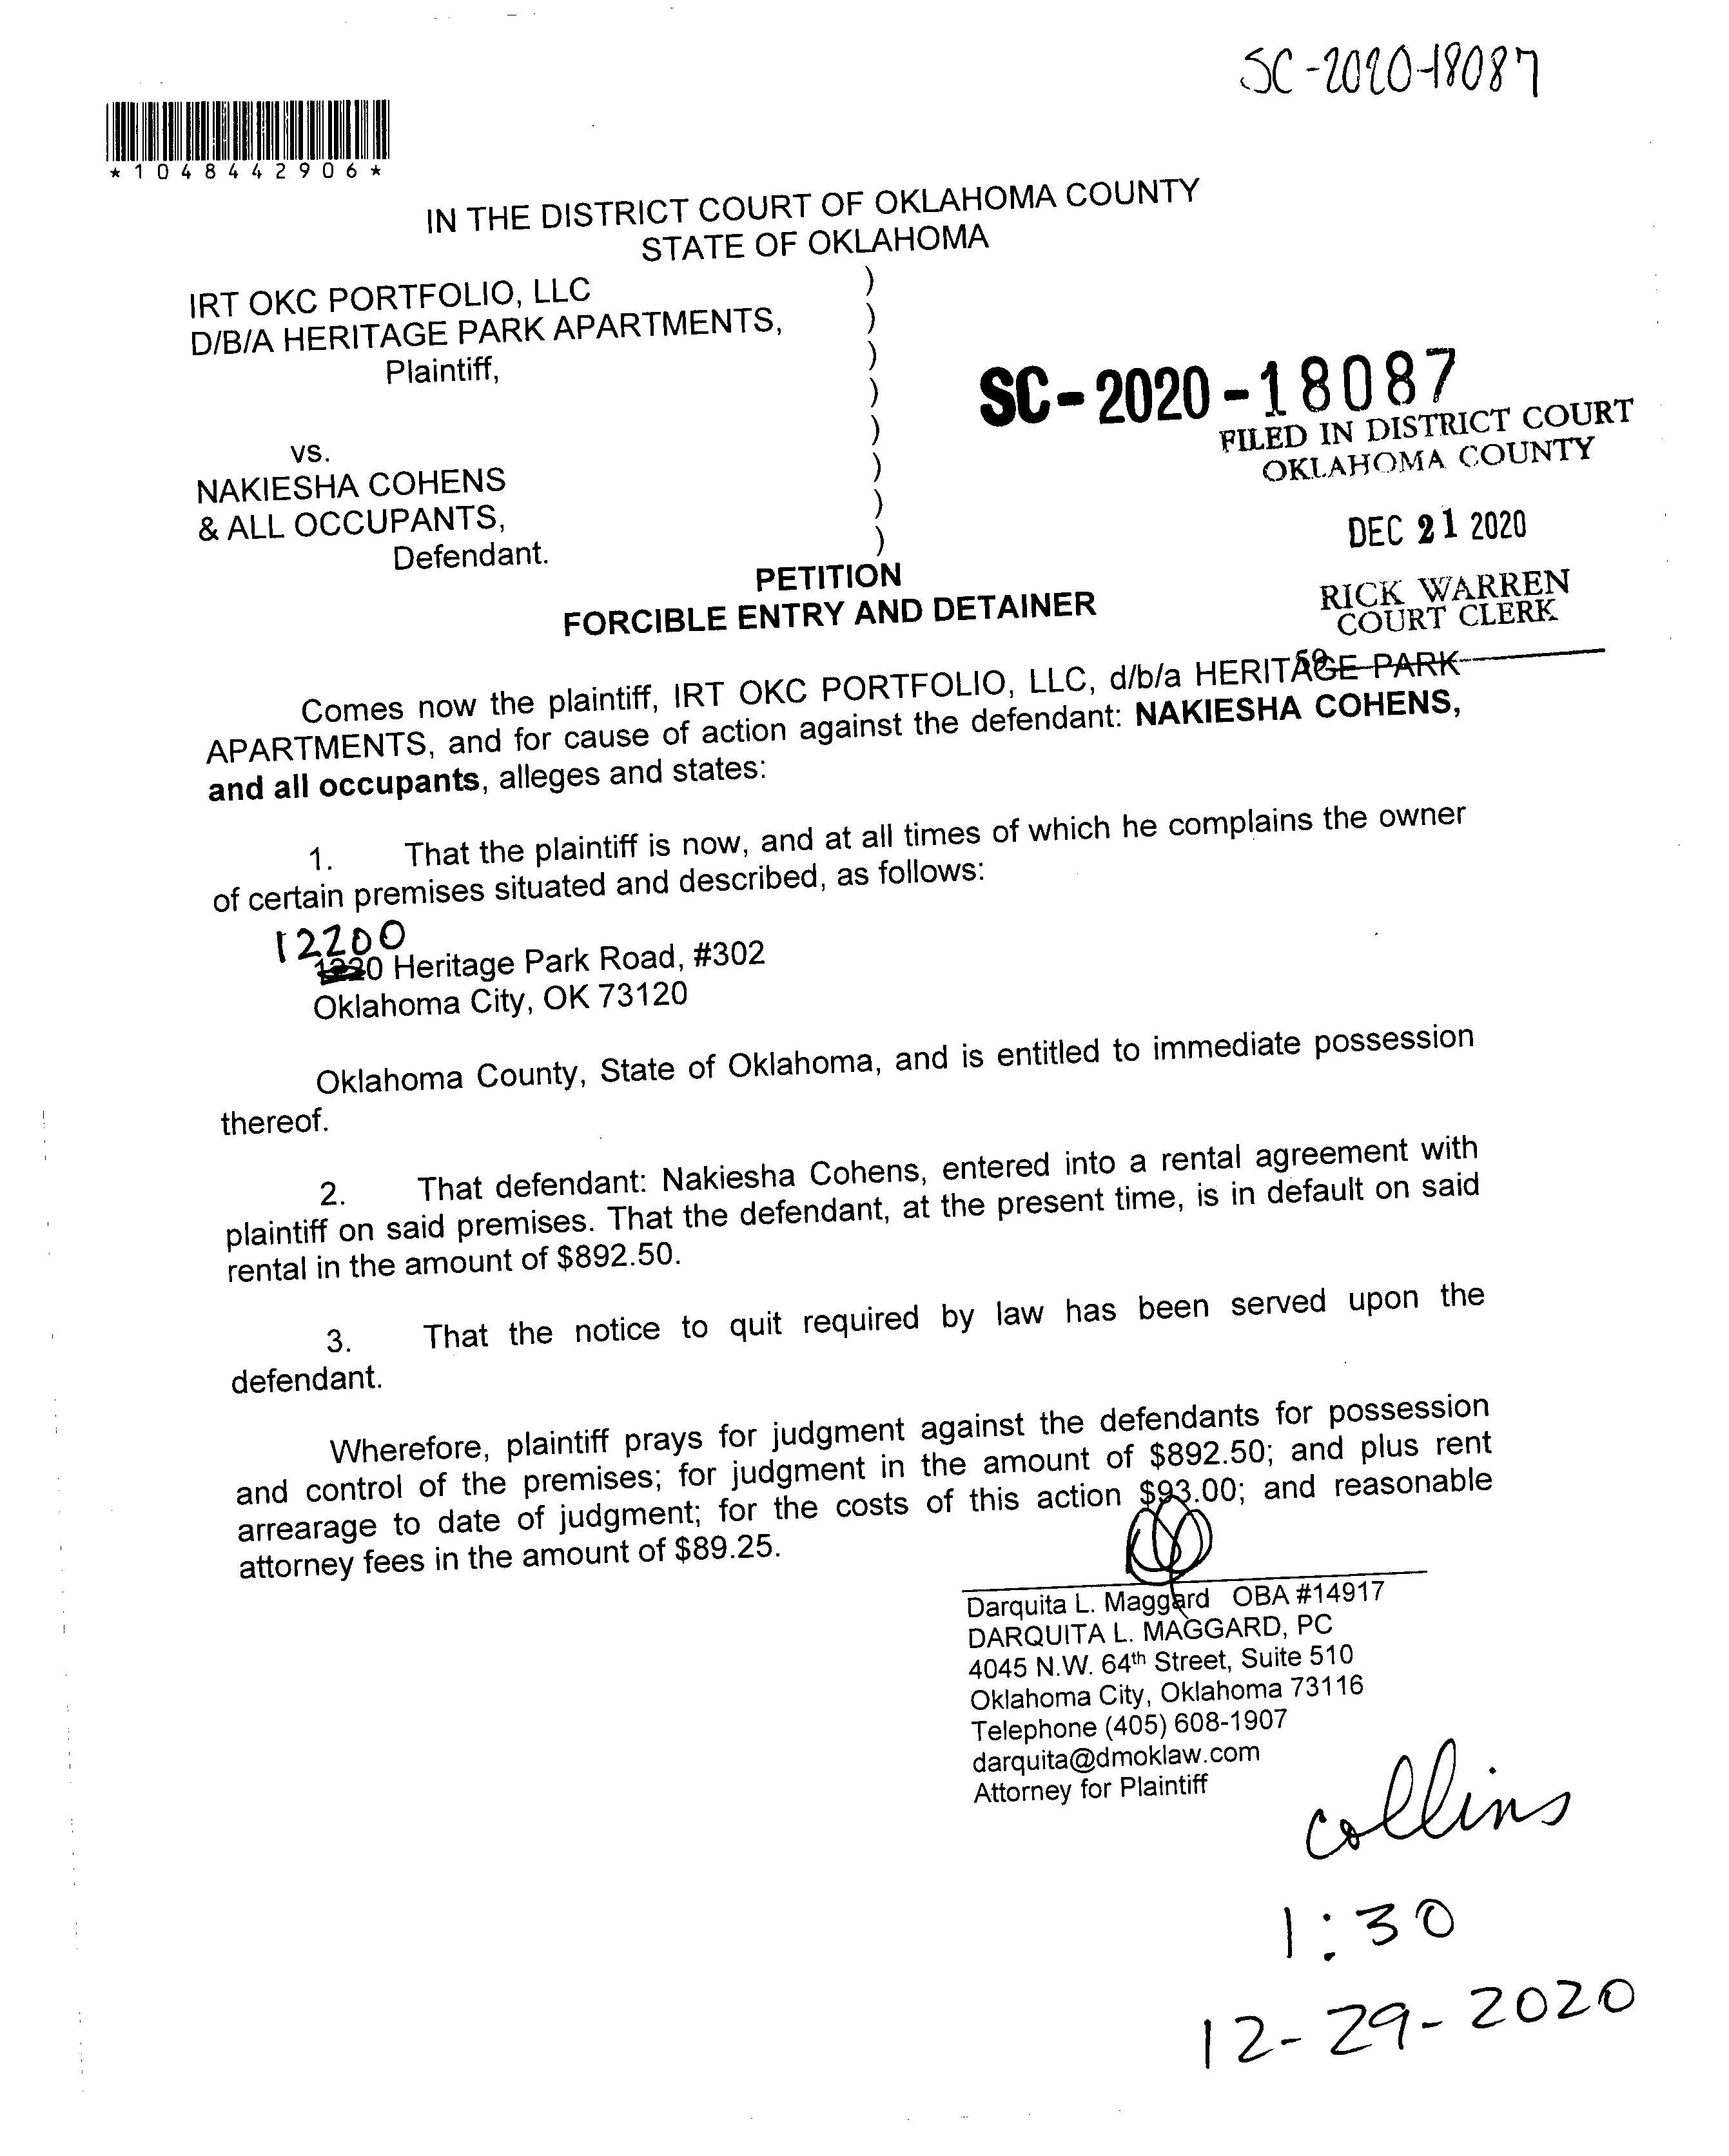 SC-2020-18087
*1048442906*
IN THE DISTRICT COURT OF OKLAHOMA COUNTY
STATE OF OKLAHOMA
IRT OKC PORTFOLIO, LLC )
D/B/A HERITAGE PARK APARTMENTS, )
Plaintiff, )
)
SC-2020-18087
FILED IN DISTRICT COURT
OKLAHOMA COUNTY
vs. )
NAKIESHA COHENS )
& ALL OCCUPANTS, )
Defendant. )
DEC 21 2020
PETITION
FORCIBLE ENTRY AND DETAINER
RICK WARREN
COURT CLERK
59
Comes now the plaintiff, IRT OKC PORTFOLIO, LLC, d/b/a HERITAGE PARK
APARTMENTS, and for cause of action against the defendant: NAKIESHA COHENS,
and all occupants, alleges and states:
1. That the plaintiff is now, and at all times of which he complains the owner
of certain premises situated and described, as follows:
12200
1220 Heritage Park Road, #302
Oklahoma City, OK 73120
Oklahoma County, State of Oklahoma, and is entitled to immediate possession
thereof.
2. That defendant: Nakiesha Cohens, entered into a rental agreement with
plaintiff on said premises. That the defendant, at the present time, is in default on said
rental in the amount of $892.50.
3. That the notice to quit required by law has been served upon the
defendant.
Wherefore, plaintiff prays for judgment against the defendants for possession
and control of the premises; for judgment in the amount of $892.50; and plus rent
arrearage to date of judgment; for the costs of this action $93.00; and reasonable
attorney fees in the amount of $89.25.
Darquita L. Maggard OBA #14917
DARQUITA L. MAGGARD, PC
4045 N.W. 64th Street, Suite 510
Oklahoma City, Oklahoma 73116
Telephone (405) 608-1907
darquita@dmoklaw.com
Attorney for Plaintiff
collins
1:30
12-29-2020